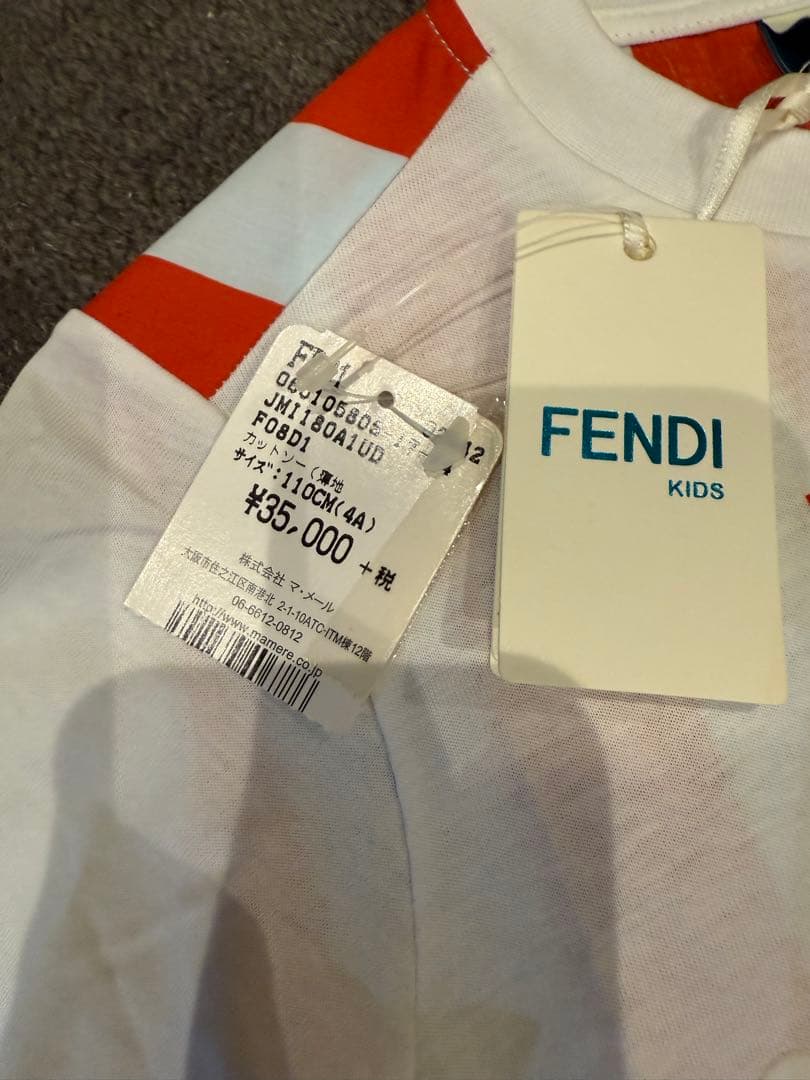 JMI180A1UD
F08D1
カットソー(薄地
サイズ:110CM(4A)
¥35,000 +税
株式会社 マ・メール
大阪市住之江区南港北 2-1-10ATC-ITM棟12階
06-6612-0812
http://www.mamere.co.jp
FENDI
KIDS